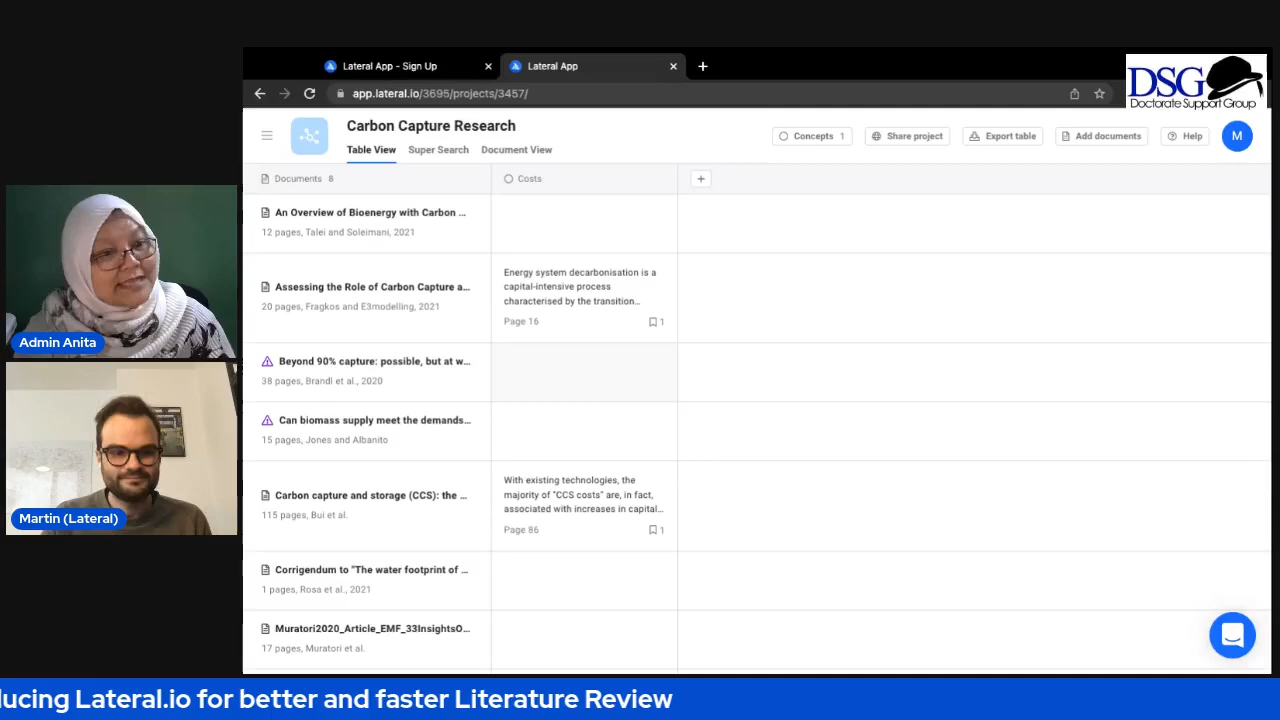 Lateral App - Sign Up
Lateral App
app.lateral.io/3695/projects/3457/
DSG
Doctorate Support Group
Carbon Capture Research
Table View Super Search Document View
Concepts 1
Share project
Export table
Add documents
Help
M
Documents 8
Costs
An Overview of Bioenergy with Carbon ...
12 pages, Talei and Soleimani, 2021
Assessing the Role of Carbon Capture a...
20 pages, Fragkos and E3modelling, 2021
Energy system decarbonisation is a
capital-intensive process
characterised by the transition...
Page 16
1
Beyond 90% capture: possible, but at w...
38 pages, Brandl et al., 2020
Can biomass supply meet the demands...
15 pages, Jones and Albanito
Carbon capture and storage (CCS): the ...
115 pages, Bui et al.
With existing technologies, the
majority of "CCS costs" are, in fact,
associated with increases in capital...
Page 86
1
Corrigendum to "The water footprint of ...
1 pages, Rosa et al., 2021
Muratori2020_Article_EMF_33InsightsO...
17 pages, Muratori et al.
Admin Anita
Martin (Lateral)
ducing Lateral.io for better and faster Literature Review